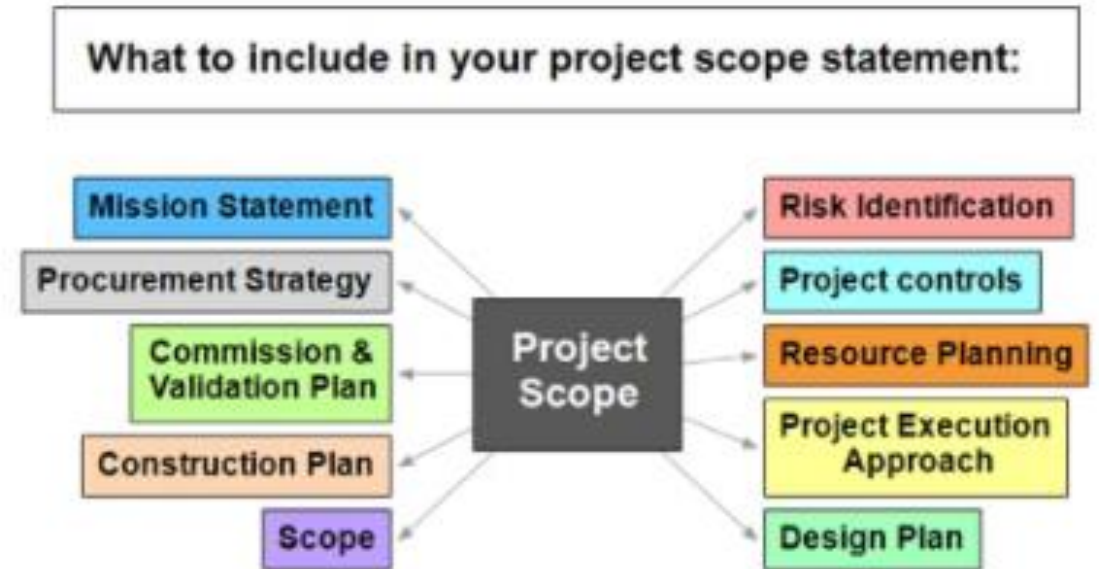 What to include in your project scope statement:
Mission Statement
Procurement Strategy
Commission &
Validation Plan
Construction Plan
Scope
Project
Scope
Risk Identification
Project controls
Resource Planning
Project Execution
Approach
Design Plan